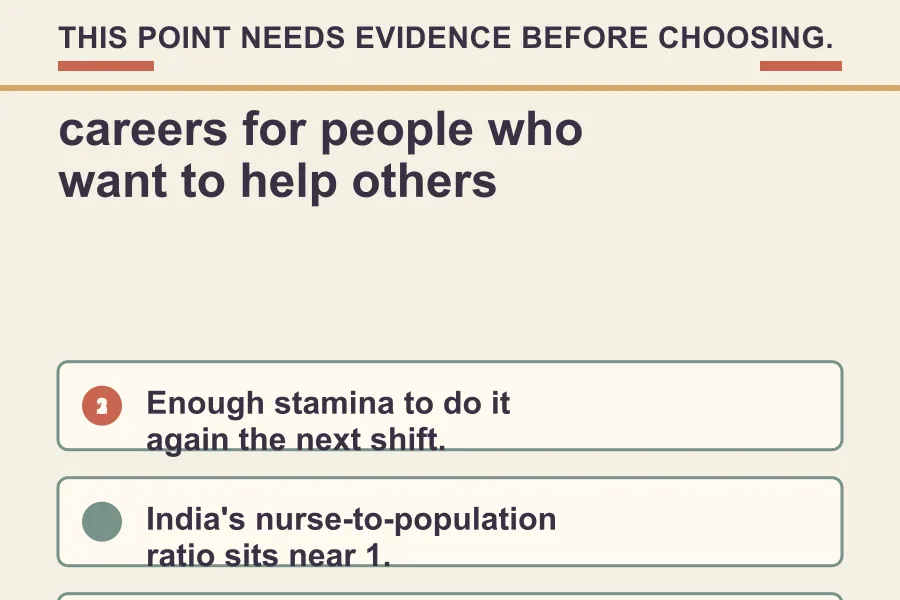 THIS POINT NEEDS EVIDENCE BEFORE CHOOSING.
careers for people who
want to help others
Enough stamina to do it
again the next shift.
India's nurse-to-population
ratio sits near 1.